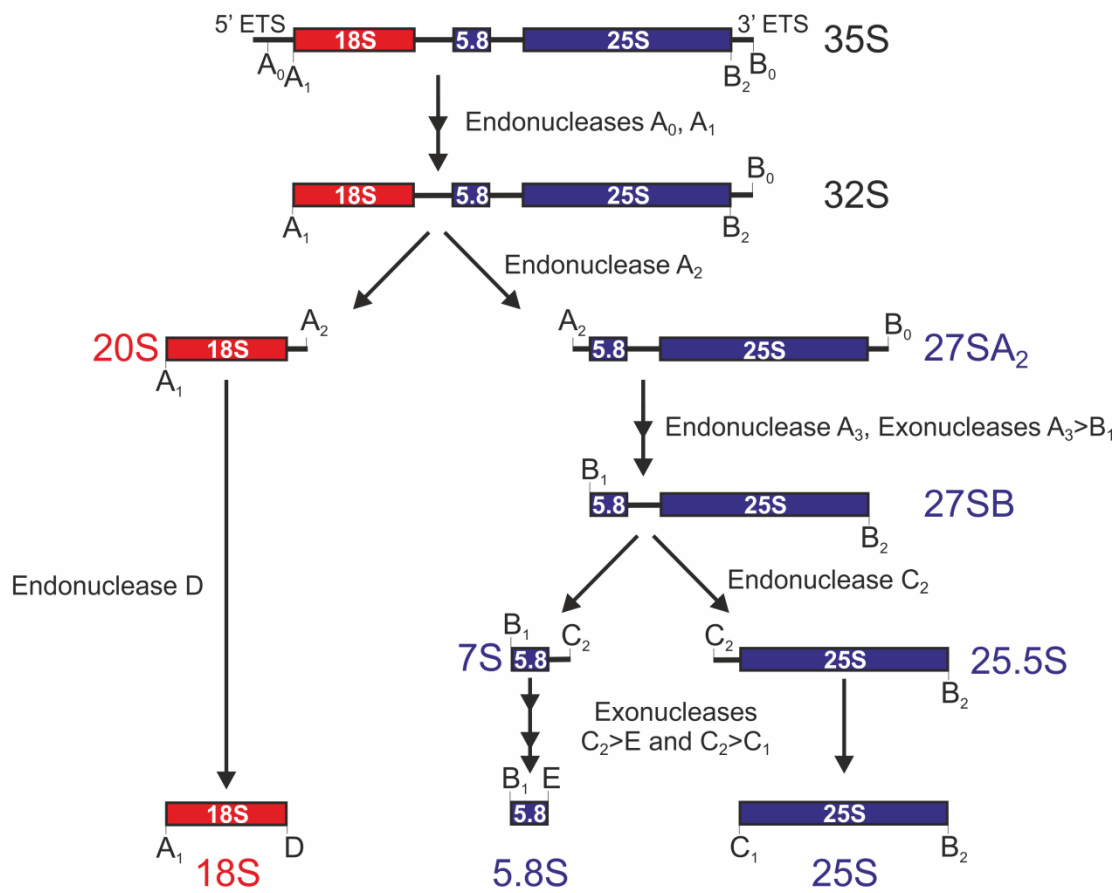 5' ETS 3' ETS
18S 5.8 25S 35S
A₀ A₁ B₂ B₀
Endonucleases A₀, A₁
B₀
18S 5.8 25S 32S
A₁ B₂
Endonuclease A₂
A₂ A₂ B₀
20S 18S 5.8 25S 27SA₂
A₁
Endonuclease A₃, Exonucleases A₃>B₁
B₁
5.8 25S 27SB
B₂
Endonuclease D
Endonuclease C₂
B₁ C₂ C₂
7S 5.8 25S 25.5S
B₂
Exonucleases
C₂>E and C₂>C₁
B₁ E
18S 5.8 25S
A₁ D C₁ B₂
18S 5.8S 25S